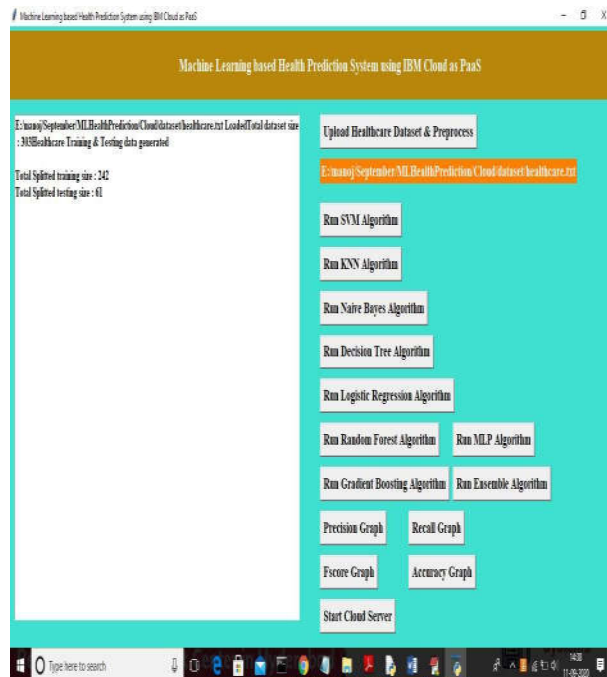 Machine Learning based Health Prediction System using IBM Cloud as PaaS
Machine Learning based Health Prediction System using IBM Cloud as PaaS
E:/manoj/September/MLHealthPrediction/Cloud/dataset/healthcare.txt LoadedTotal dataset size
: 303Healthcare Training & Testing data generated
Total Splitted training size : 242
Total Splitted testing size : 61
Upload Healthcare Dataset & Preprocess
E:/manoj/September/MLHealthPrediction/Cloud/dataset/healthcare.txt
Run SVM Algorithm
Run KNN Algorithm
Run Naive Bayes Algorithm
Run Decision Tree Algorithm
Run Logistic Regression Algorithm
Run Random Forest Algorithm
Run MLP Algorithm
Run Gradient Boosting Algorithm
Run Ensemble Algorithm
Precision Graph
Recall Graph
Fscore Graph
Accuracy Graph
Start Cloud Server
Type here to search
11-09-2020